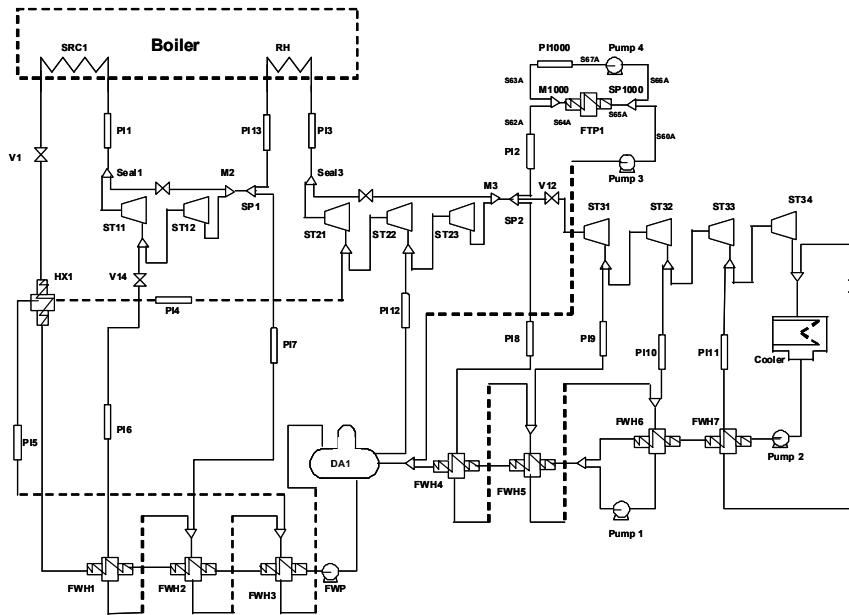 Boiler
SRC1
RH
PI1000
S67A
Pump 4
S63A
S66A
M1000
SP1000
S62A
S64A
S65A
FTP1
S60A
PI1
PI13
PI3
PI2
Pump 3
V1
Seal1
M2
SP1
Seal3
M3
SP2
V12
ST11
ST12
ST21
ST22
ST23
ST31
ST32
ST33
ST34
HX1
V14
PI4
PI12
PI7
PI8
PI9
PI10
PI11
Cooler
PI5
PI6
DA1
FWH4
FWH5
FWH6
FWH7
Pump 2
Pump 1
FWH1
FWH2
FWH3
FWP